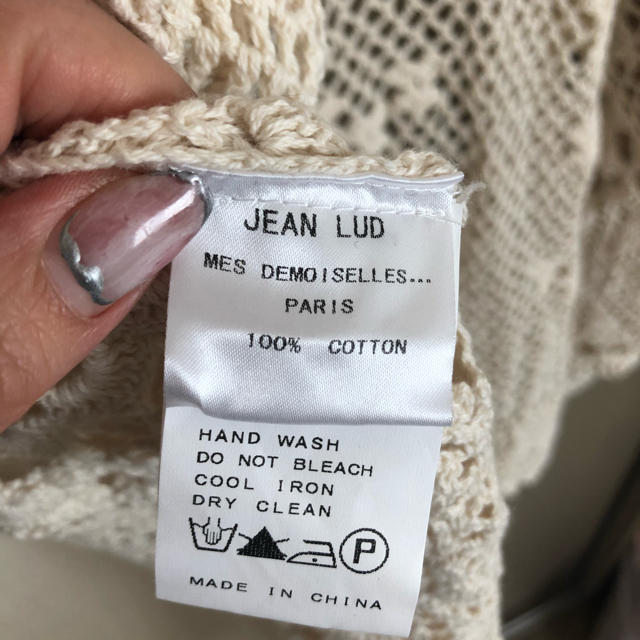 JEAN LUD
MES DEMOISELLES...
PARIS
100% COTTON
HAND WASH
DO NOT BLEACH
COOL IRON
DRY CLEAN
P
MADE IN CHINA